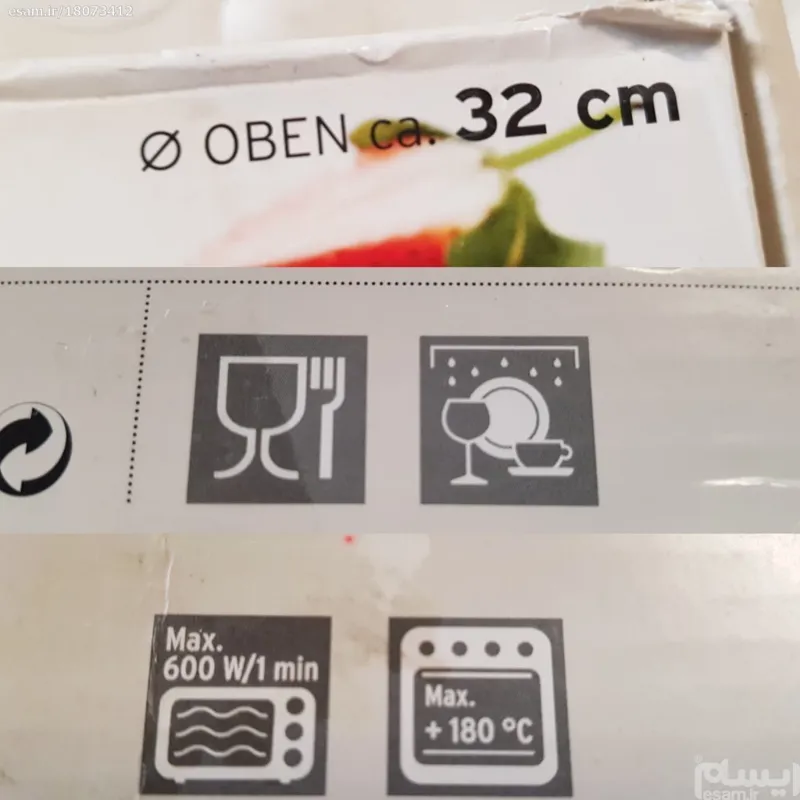 esam.ir/18073412
Ø OBEN ca. 32 cm
Max.
600 W/1 min
Max.
+ 180 °C
ایسام
esam.ir